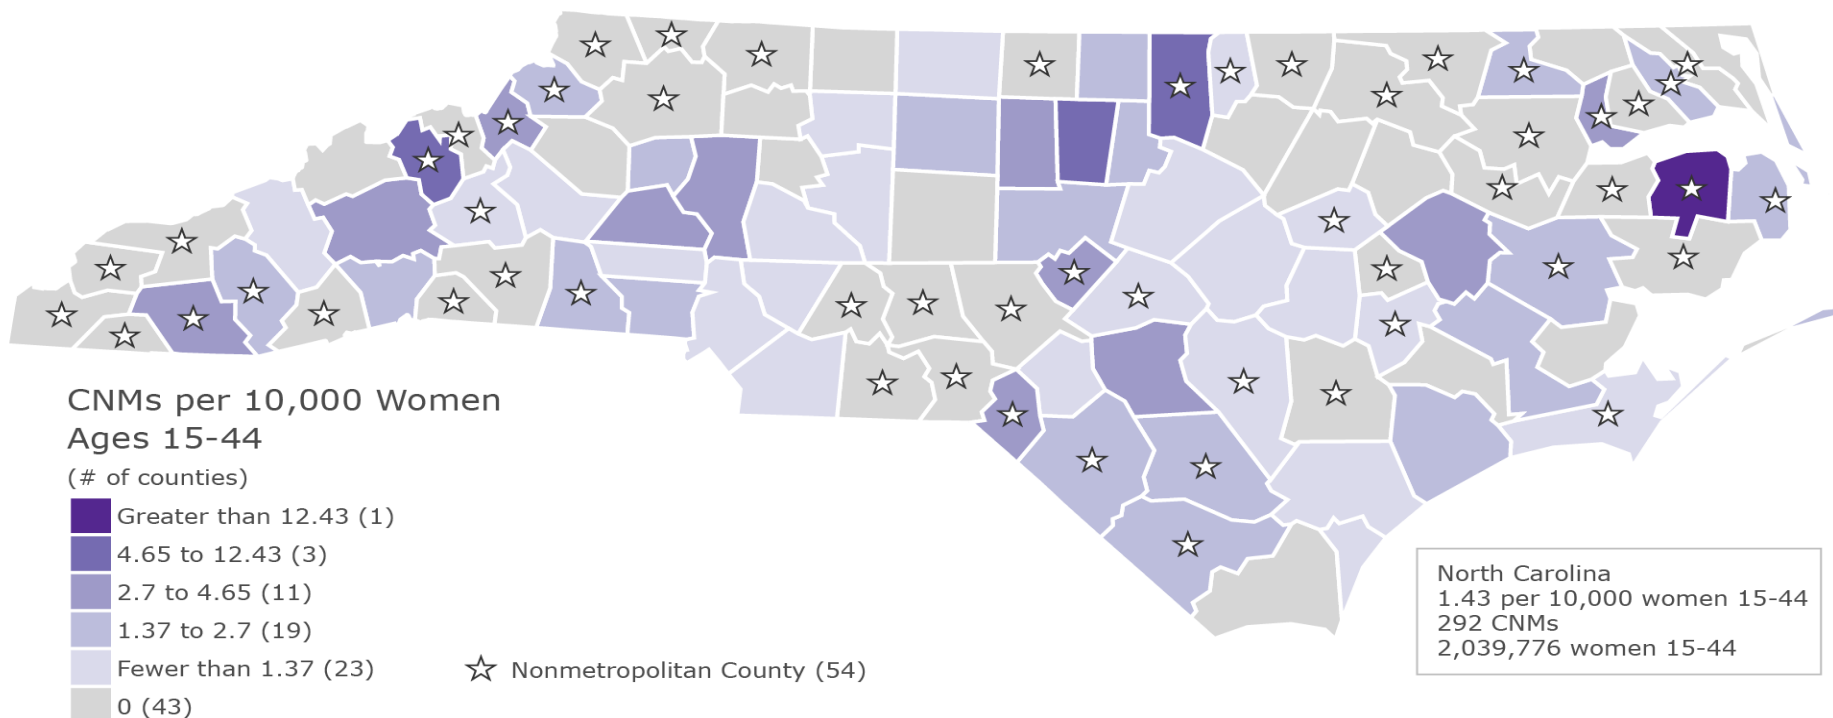 CNMs per 10,000 Women
Ages 15-44
(# of counties)
Greater than 12.43 (1)
4.65 to 12.43 (3)
2.7 to 4.65 (11)
1.37 to 2.7 (19)
Fewer than 1.37 (23)
0 (43)
Nonmetropolitan County (54)
North Carolina
1.43 per 10,000 women 15-44
292 CNMs
2,039,776 women 15-44